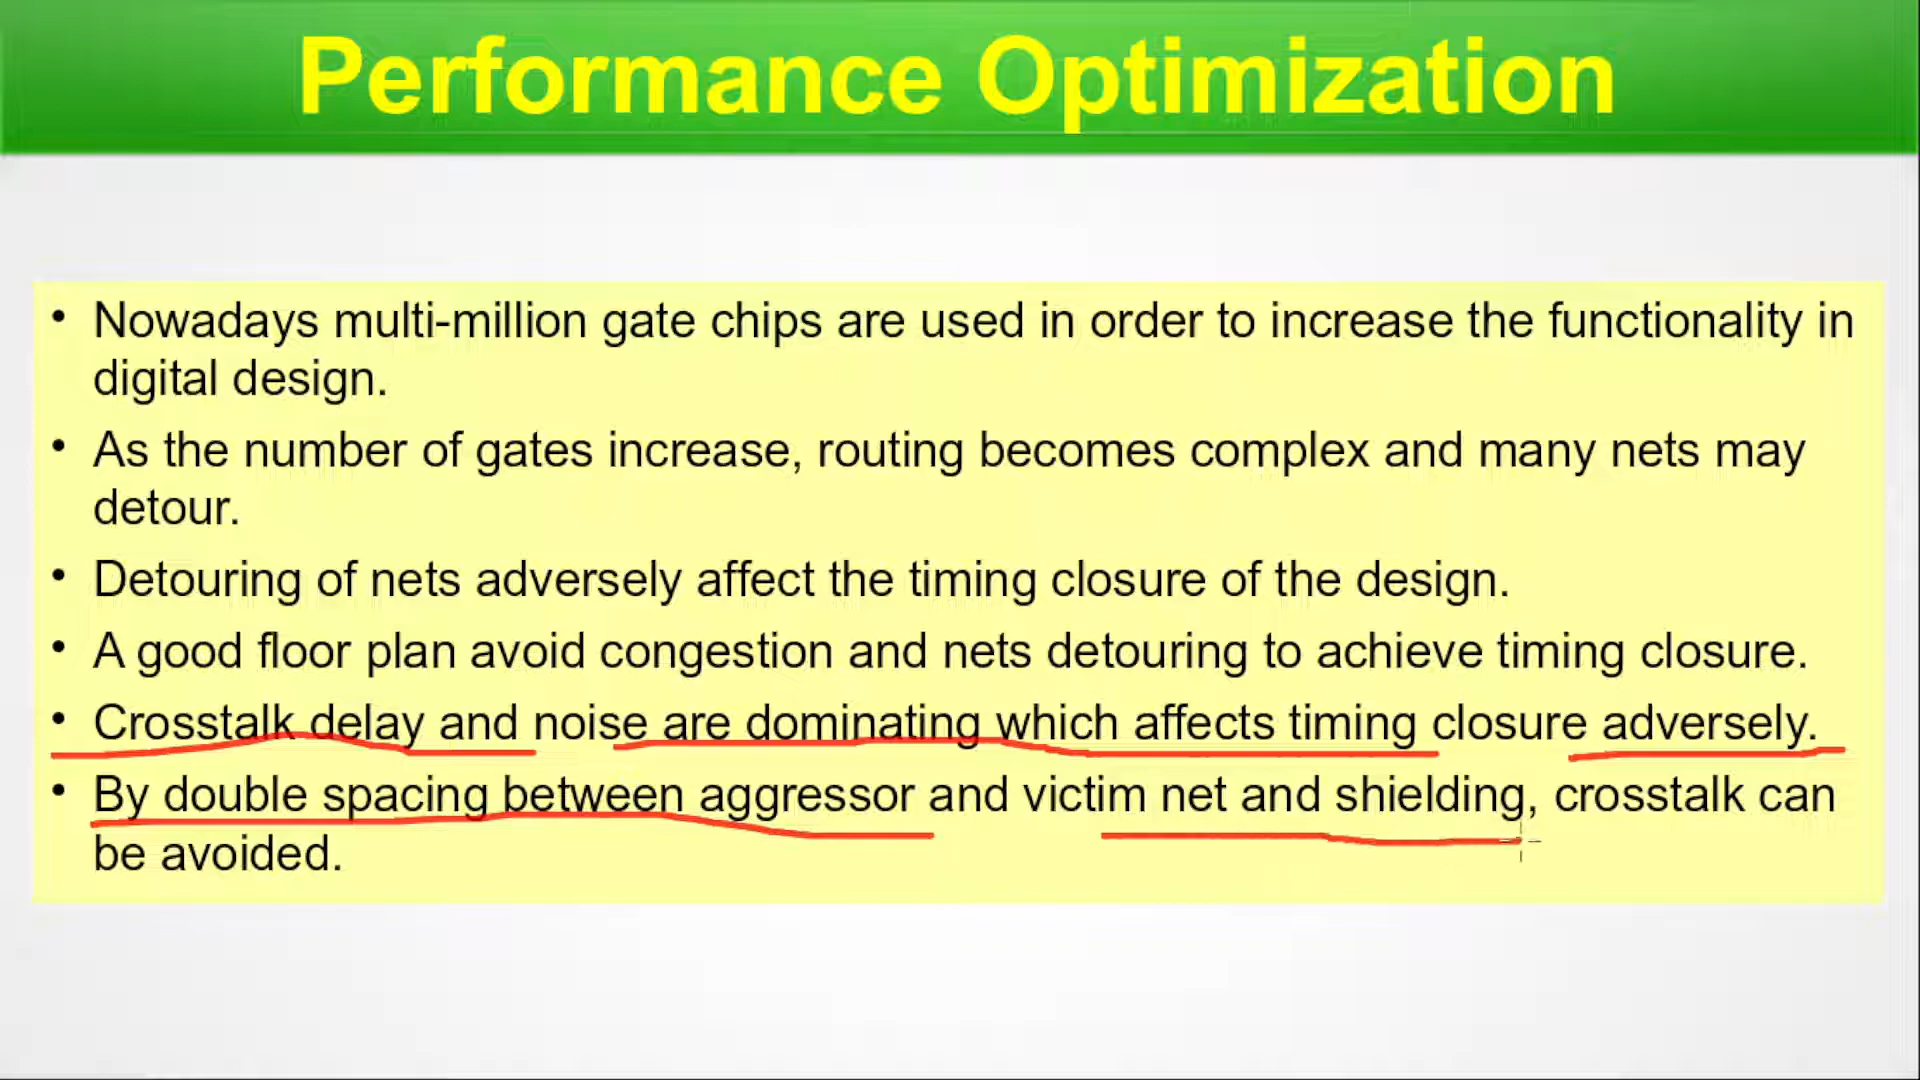 Performance Optimization
• Nowadays multi-million gate chips are used in order to increase the functionality in
digital design.
• As the number of gates increase, routing becomes complex and many nets may
detour.
• Detouring of nets adversely affect the timing closure of the design.
• A good floor plan avoid congestion and nets detouring to achieve timing closure.
• Crosstalk delay and noise are dominating which affects timing closure adversely.
• By double spacing between aggressor and victim net and shielding, crosstalk can
be avoided.